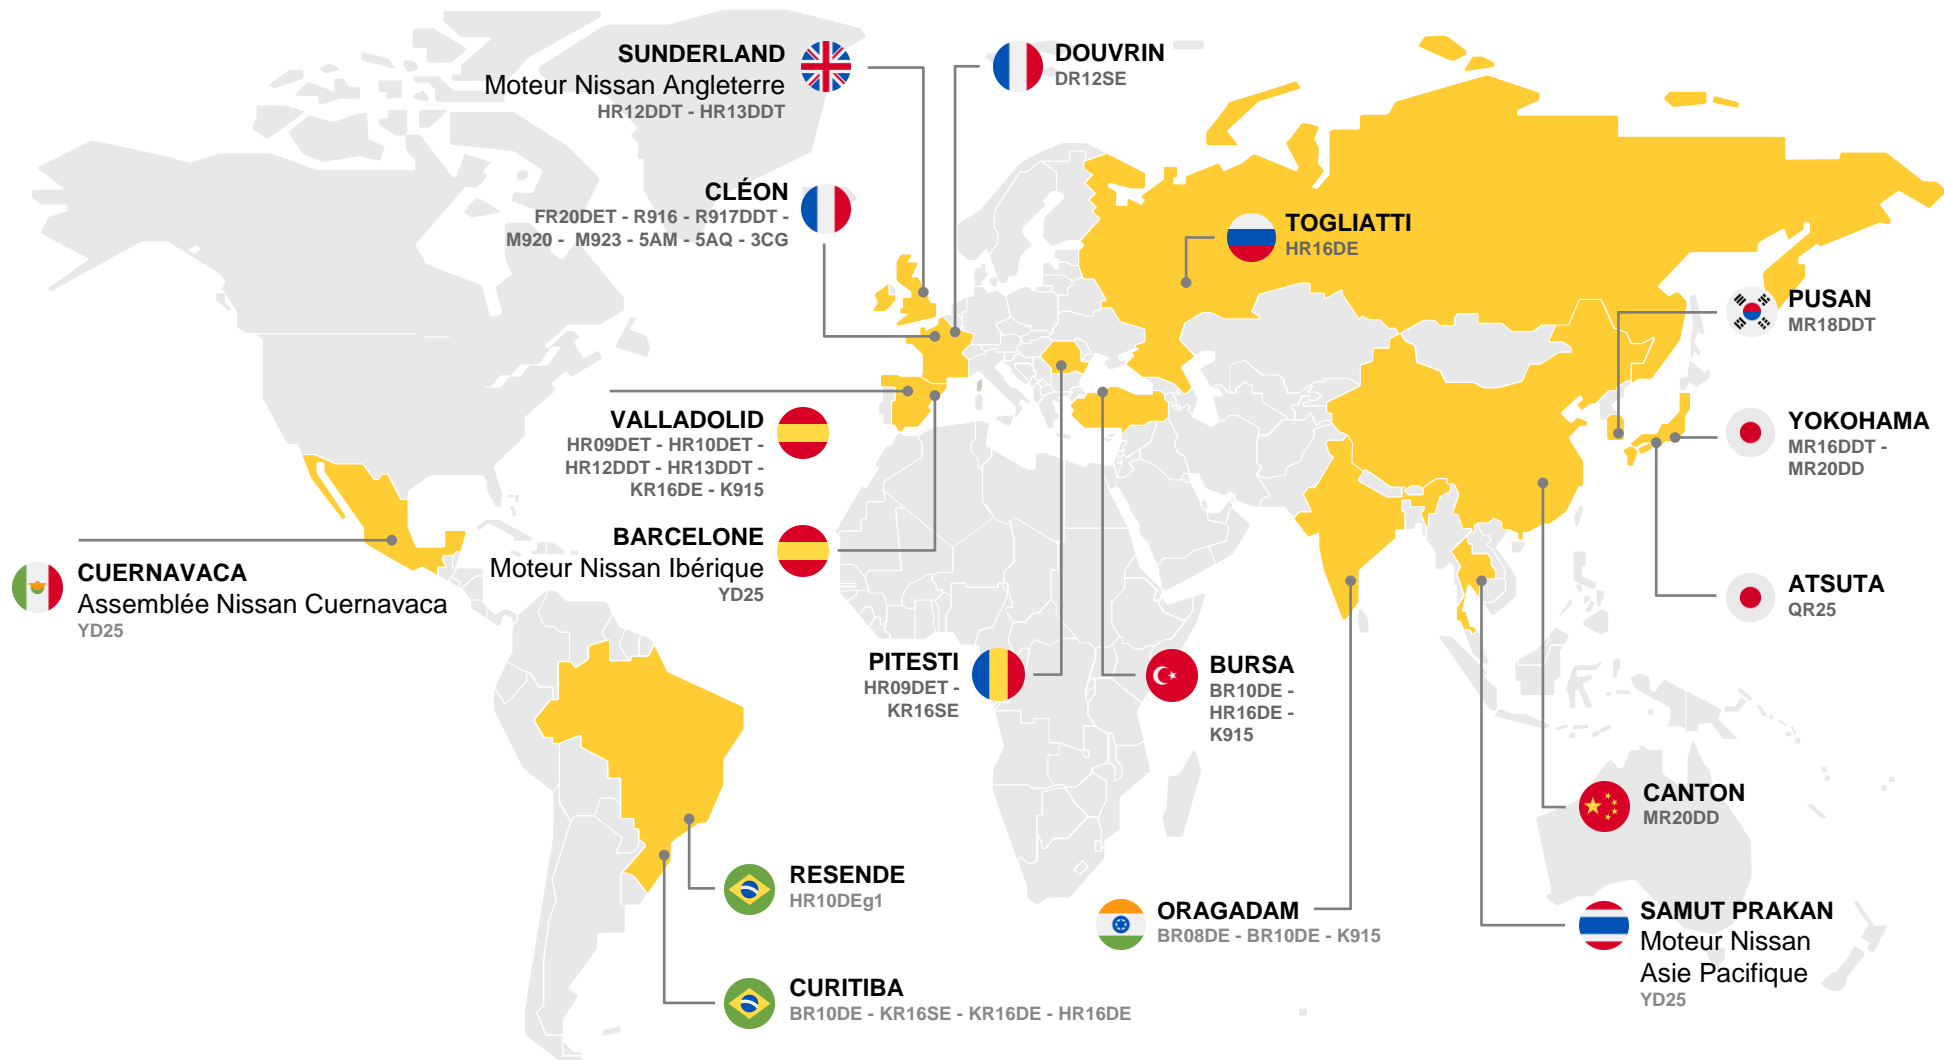 SUNDERLAND
Moteur Nissan Angleterre
HR12DDT - HR13DDT
DOUVRIN
DR12SE
CLÉON
FR20DET - R916 - R917DDT -
M920 - M923 - 5AM - 5AQ - 3CG
TOGLIATTI
HR16DE
PUSAN
MR18DDT
VALLADOLID
HR09DET - HR10DET -
HR12DDT - HR13DDT -
KR16DE - K915
YOKOHAMA
MR16DDT -
MR20DD
BARCELONE
Moteur Nissan Ibérique
YD25
CUERNAVACA
Assemblée Nissan Cuernavaca
YD25
ATSUTA
QR25
PITESTI
HR09DET -
KR16SE
BURSA
BR10DE -
HR16DE -
K915
CANTON
MR20DD
RESENDE
HR10DEg1
ORAGADAM
BR08DE - BR10DE - K915
SAMUT PRAKAN
Moteur Nissan
Asie Pacifique
YD25
CURITIBA
BR10DE - KR16SE - KR16DE - HR16DE